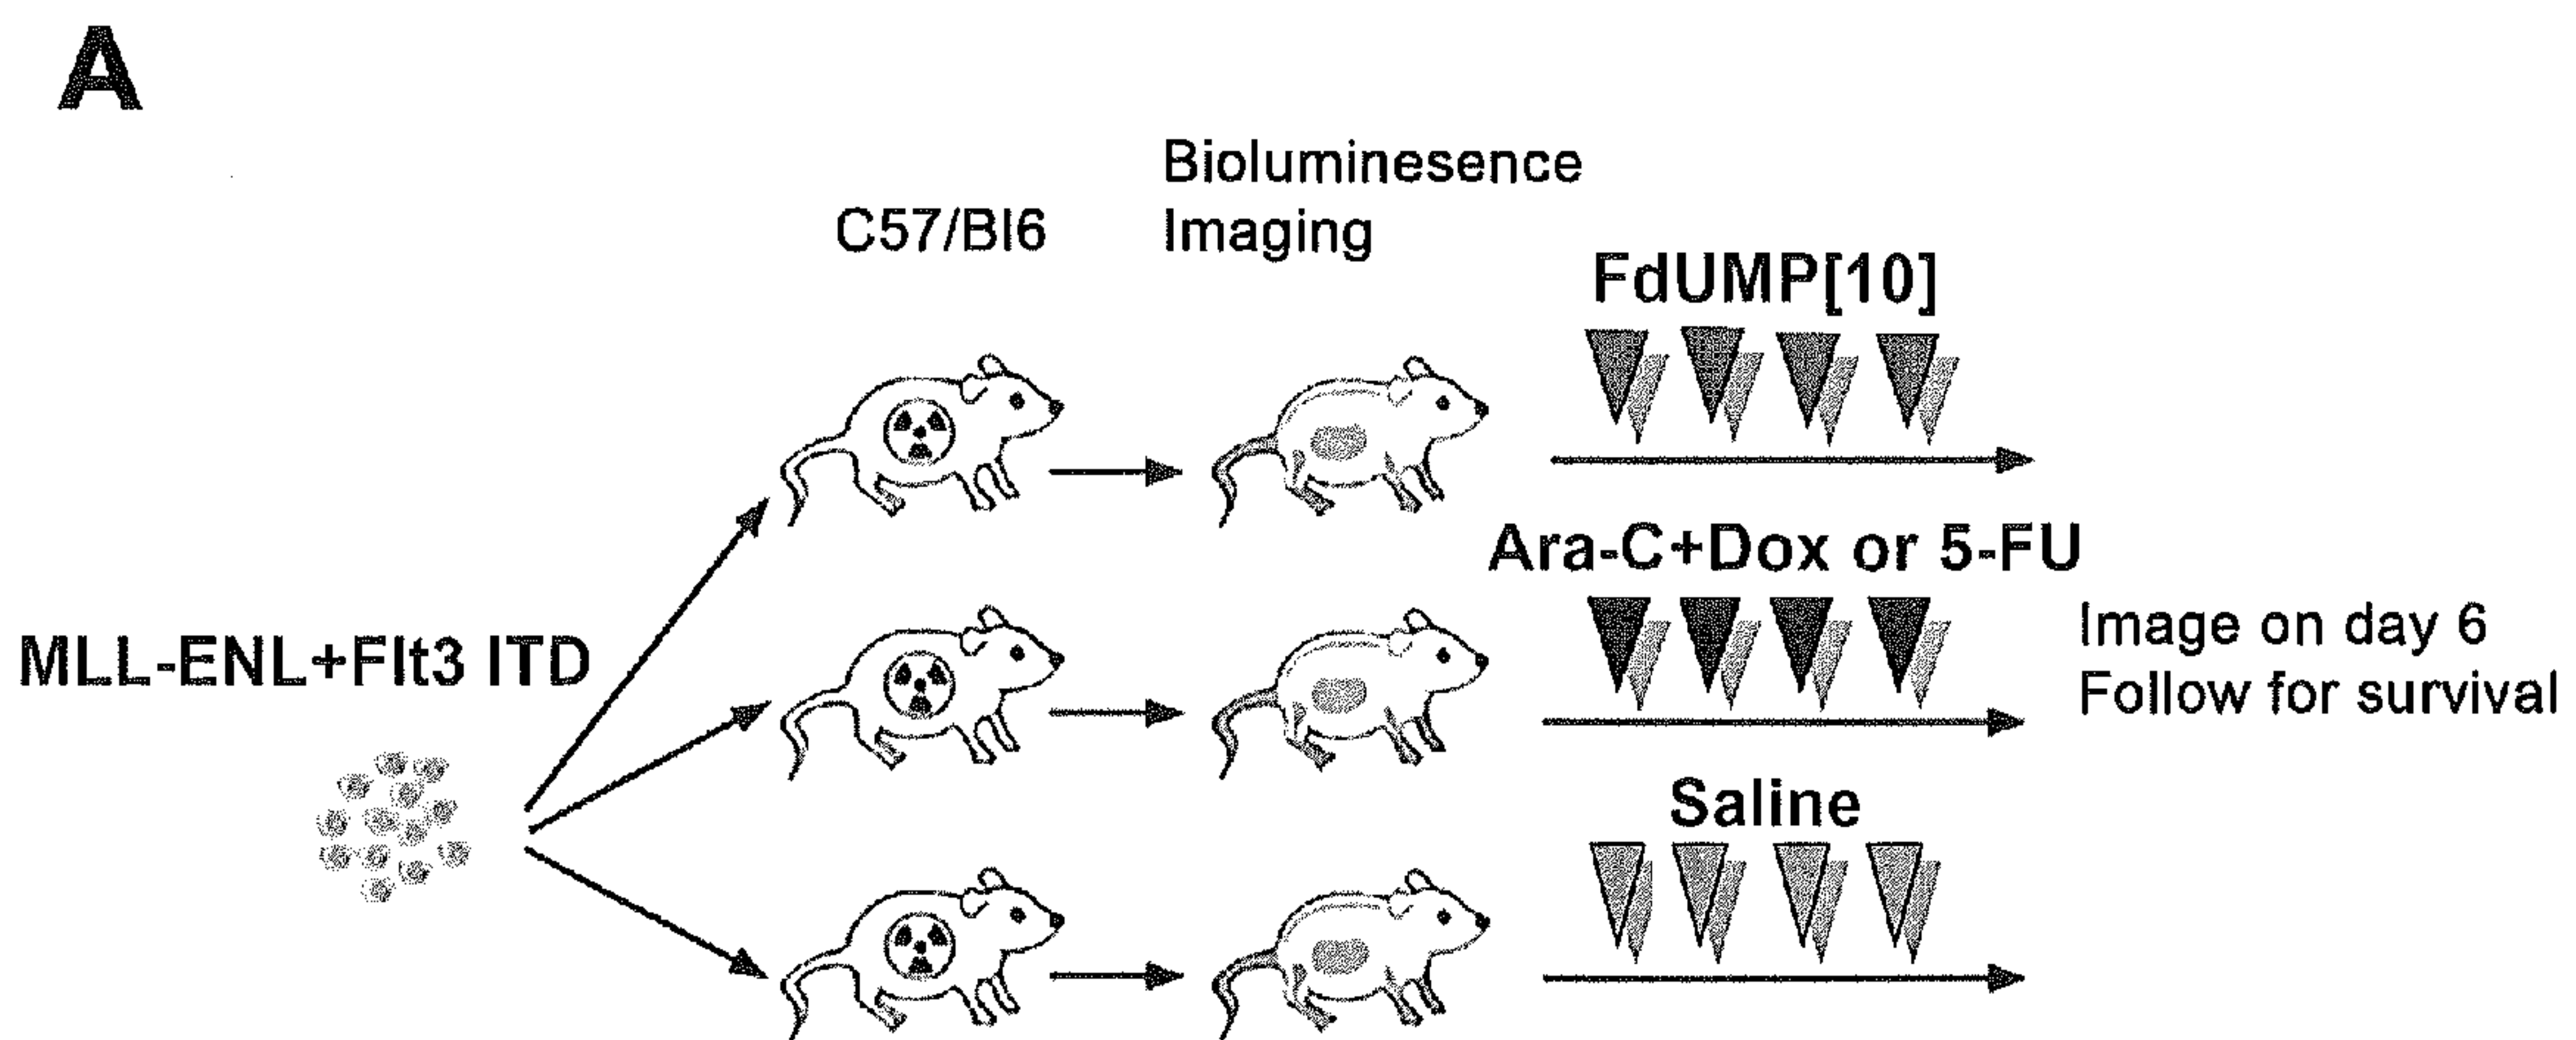 A
Bioluminesence
C57/Bl6 Imaging
FdUMP[10]
Ara-C+Dox or 5-FU
MLL-ENL+Flt3 ITD
Image on day 6
Follow for survival
Saline